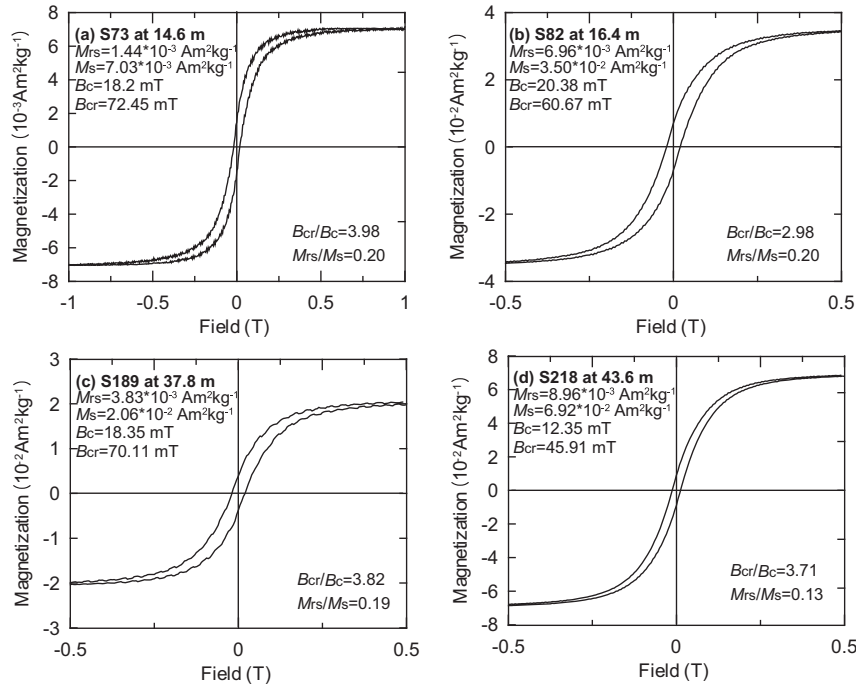 (a) S73 at 14.6 m
Mrs=1.44*10⁻³ Am²kg⁻¹
Ms=7.03*10⁻³ Am²kg⁻¹
Bc=18.2 mT
Bcr=72.45 mT
Bcr/Bc=3.98
Mrs/Ms=0.20
Magnetization (10⁻³Am²kg⁻¹)
8
6
4
2
0
-2
-4
-6
-8
-1
-0.5
0
0.5
1
Field (T)
(b) S82 at 16.4 m
Mrs=6.96*10⁻³ Am²kg⁻¹
Ms=3.50*10⁻² Am²kg⁻¹
Bc=20.38 mT
Bcr=60.67 mT
Bcr/Bc=2.98
Mrs/Ms=0.20
Magnetization (10⁻²Am²kg⁻¹)
4
2
0
-2
-4
-0.5
0
0.5
Field (T)
(c) S189 at 37.8 m
Mrs=3.83*10⁻³ Am²kg⁻¹
Ms=2.06*10⁻² Am²kg⁻¹
Bc=18.35 mT
Bcr=70.11 mT
Bcr/Bc=3.82
Mrs/Ms=0.19
Magnetization (10⁻²Am²kg⁻¹)
3
2
1
0
-1
-2
-3
-0.5
0
0.5
Field (T)
(d) S218 at 43.6 m
Mrs=8.96*10⁻³ Am²kg⁻¹
Ms=6.92*10⁻² Am²kg⁻¹
Bc=12.35 mT
Bcr=45.91 mT
Bcr/Bc=3.71
Mrs/Ms=0.13
Magnetization (10⁻²Am²kg⁻¹)
8
6
4
2
0
-2
-4
-6
-8
-0.5
0
0.5
Field (T)